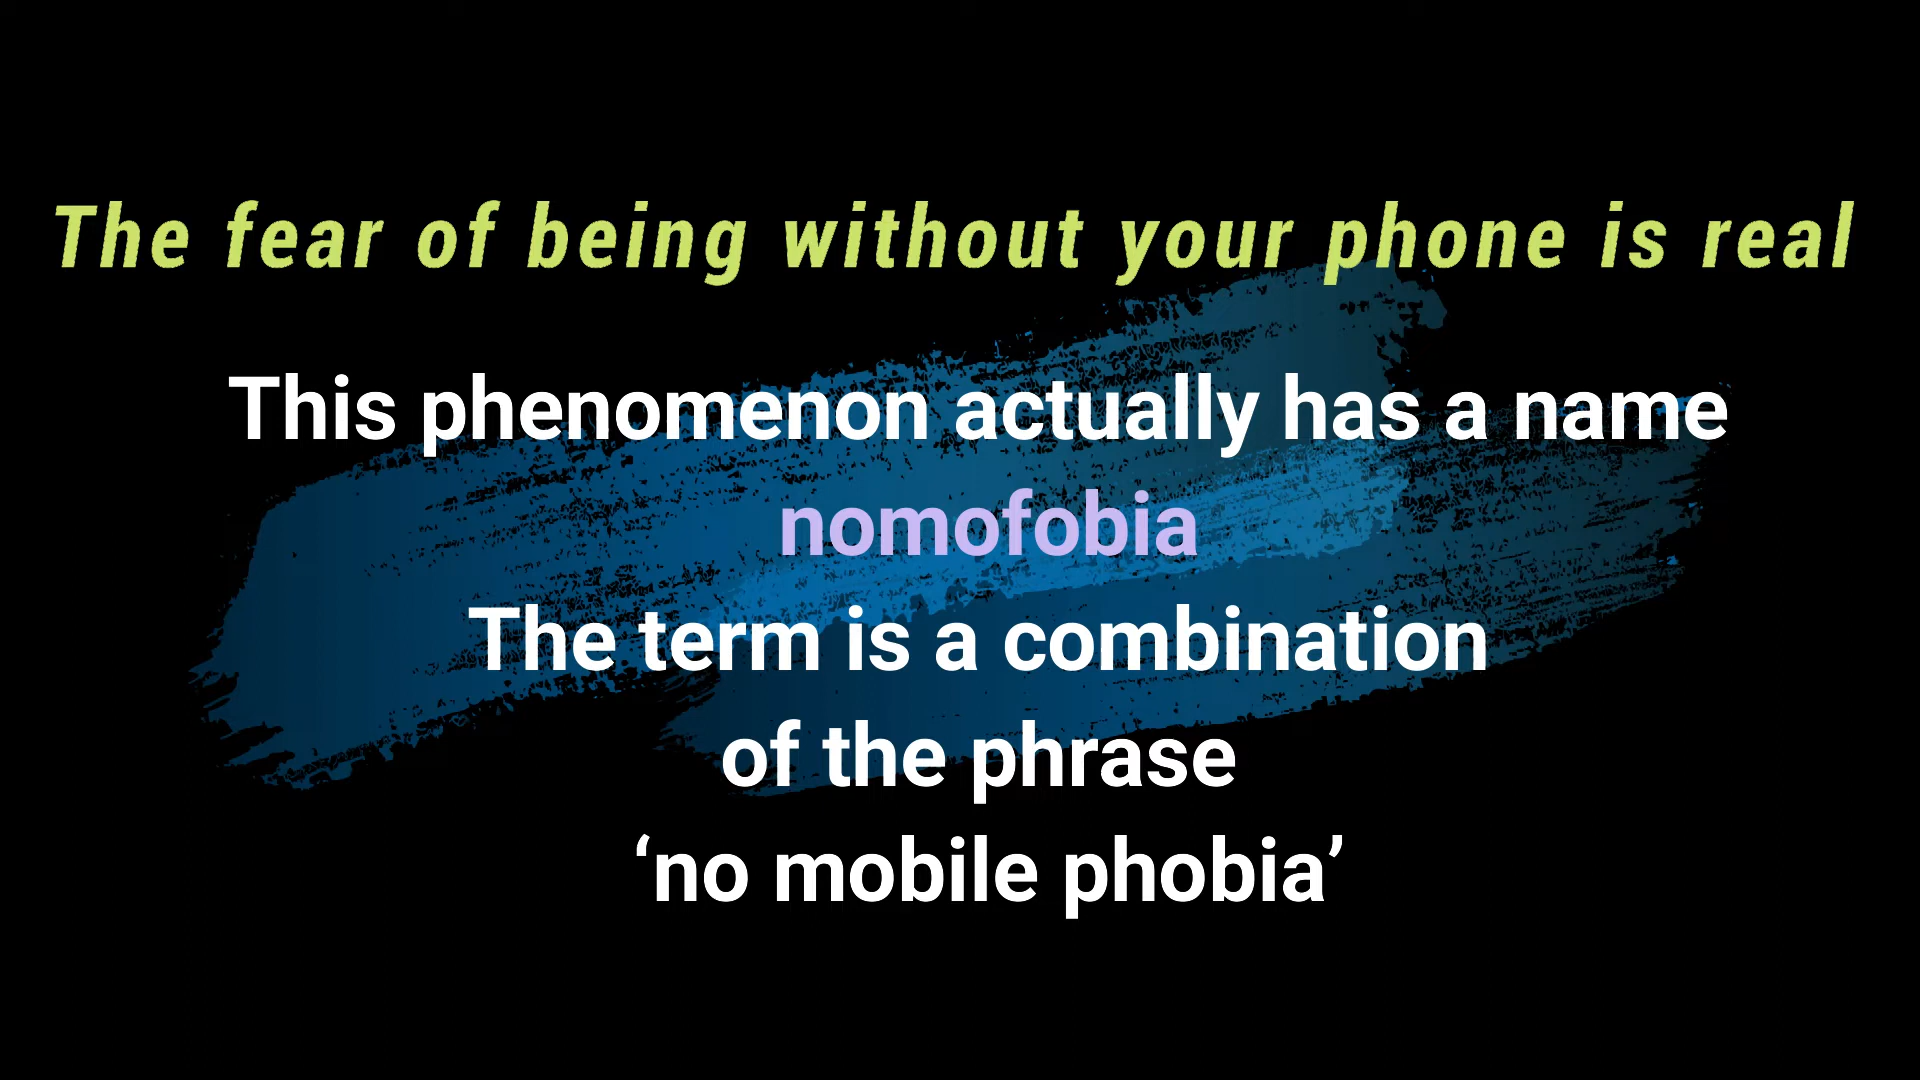 The fear of being without your phone is real
This phenomenon actually has a name
nomofobia
The term is a combination
of the phrase
‘no mobile phobia’